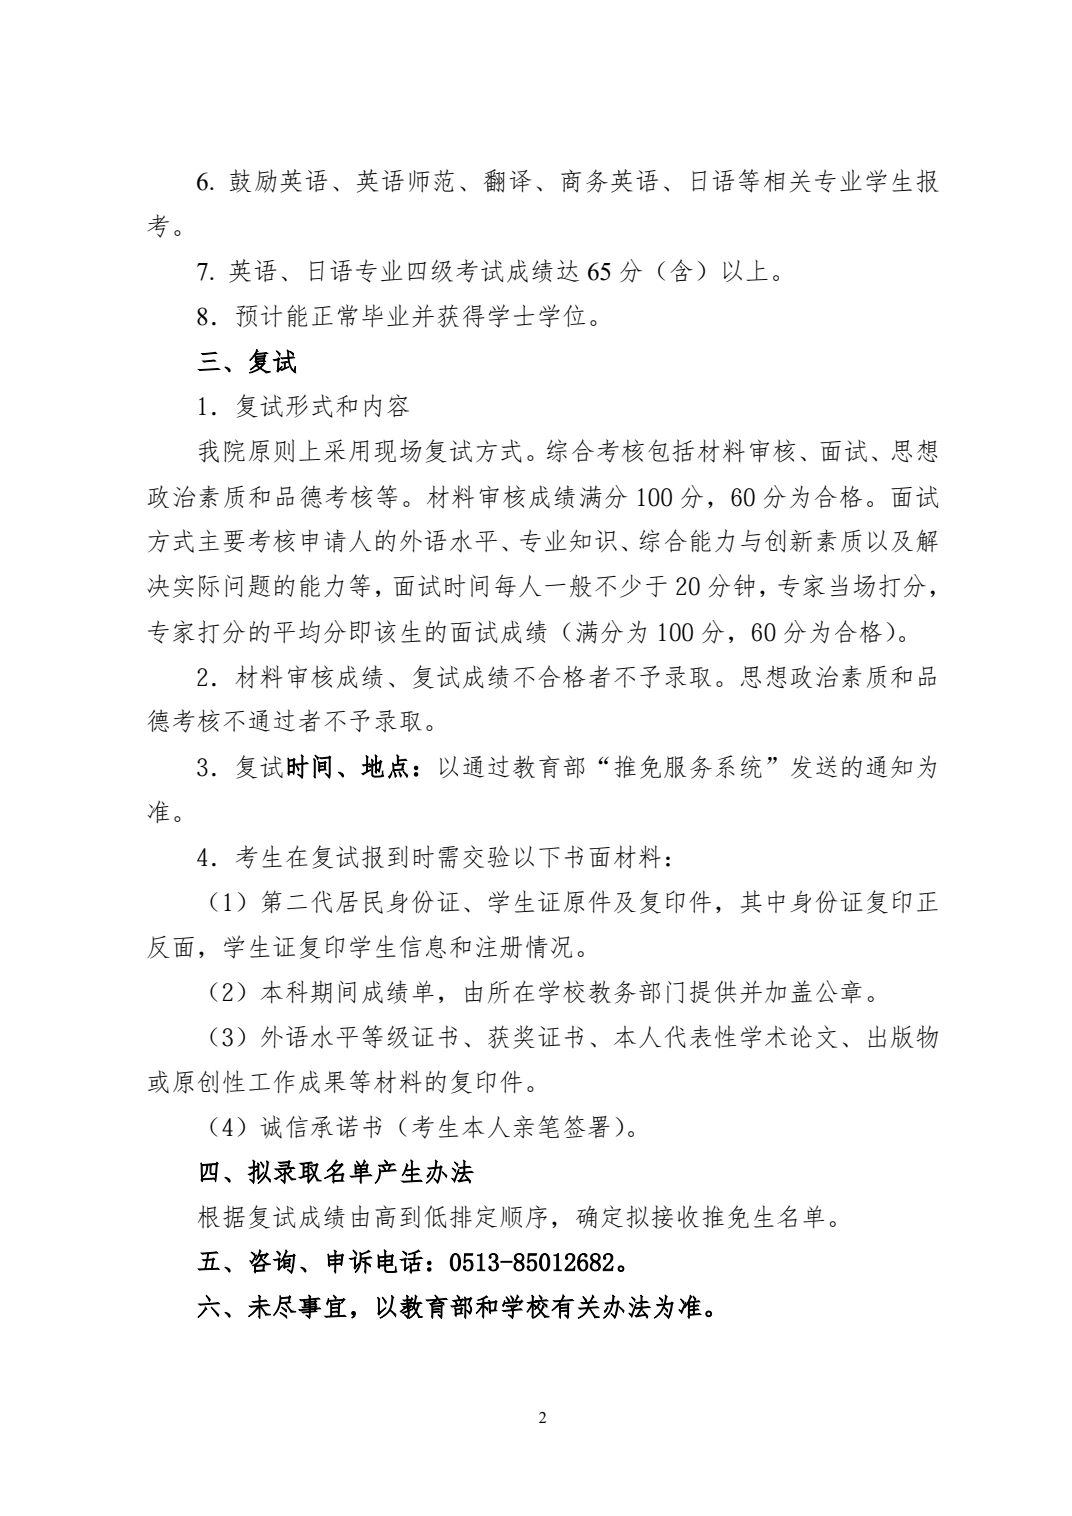 6. 鼓励英语、英语师范、翻译、商务英语、日语等相关专业学生报
考。
7. 英语、日语专业四级考试成绩达 65 分（含）以上。
8．预计能正常毕业并获得学士学位。
三、复试
1．复试形式和内容
我院原则上采用现场复试方式。综合考核包括材料审核、面试、思想
政治素质和品德考核等。材料审核成绩满分 100 分，60 分为合格。面试
方式主要考核申请人的外语水平、专业知识、综合能力与创新素质以及解
决实际问题的能力等，面试时间每人一般不少于 20 分钟，专家当场打分，
专家打分的平均分即该生的面试成绩（满分为 100 分，60 分为合格）。
2．材料审核成绩、复试成绩不合格者不予录取。思想政治素质和品
德考核不通过者不予录取。
3．复试时间、地点：以通过教育部“推免服务系统”发送的通知为
准。
4．考生在复试报到时需交验以下书面材料：
（1）第二代居民身份证、学生证原件及复印件，其中身份证复印正
反面，学生证复印学生信息和注册情况。
（2）本科期间成绩单，由所在学校教务部门提供并加盖公章。
（3）外语水平等级证书、获奖证书、本人代表性学术论文、出版物
或原创性工作成果等材料的复印件。
（4）诚信承诺书（考生本人亲笔签署）。
四、拟录取名单产生办法
根据复试成绩由高到低排定顺序，确定拟接收推免生名单。
五、咨询、申诉电话：0513-85012682。
六、未尽事宜，以教育部和学校有关办法为准。
2